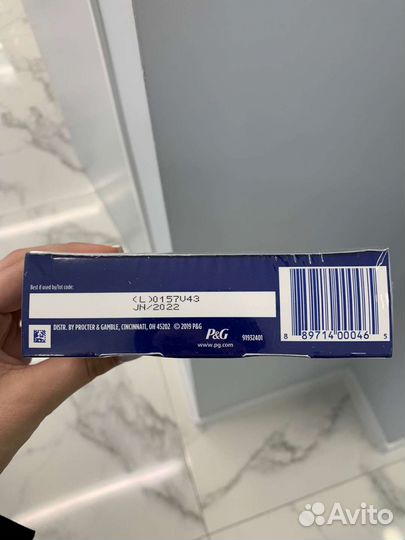 Best if used by/lot code:
(L)0157V43
JN/2022
DISTR. BY PROCTER & GAMBLE, CINCINNATI, OH 45202 © 2019 P&G
P&G
www.pg.com
91932401
8 89714 00046 5
Avito